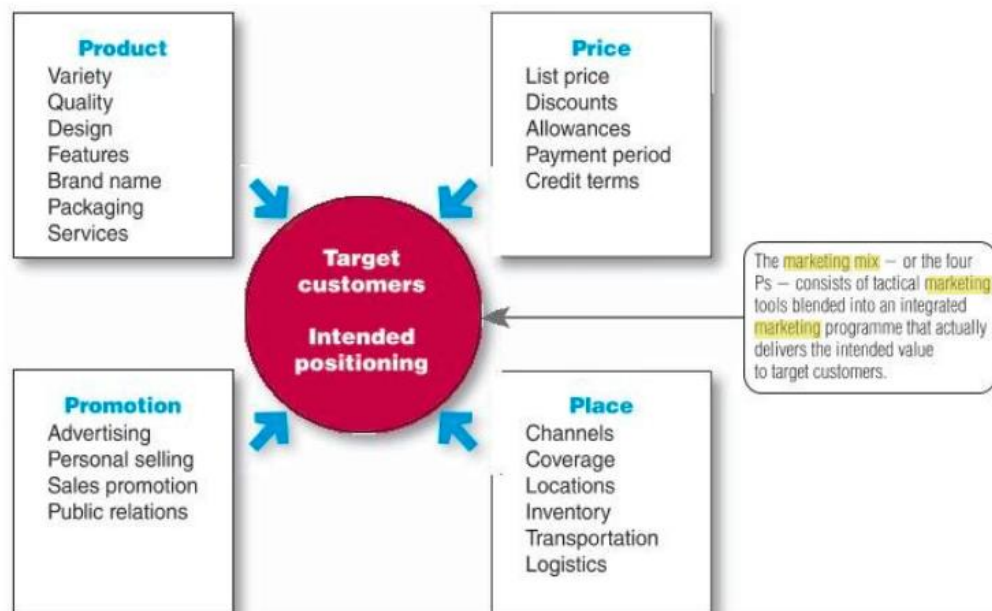 Product
Variety
Quality
Design
Features
Brand name
Packaging
Services
Price
List price
Discounts
Allowances
Payment period
Credit terms
Target
customers
Intended
positioning
The marketing mix – or the four
Ps – consists of tactical marketing
tools blended into an integrated
marketing programme that actually
delivers the intended value
to target customers.
Promotion
Advertising
Personal selling
Sales promotion
Public relations
Place
Channels
Coverage
Locations
Inventory
Transportation
Logistics